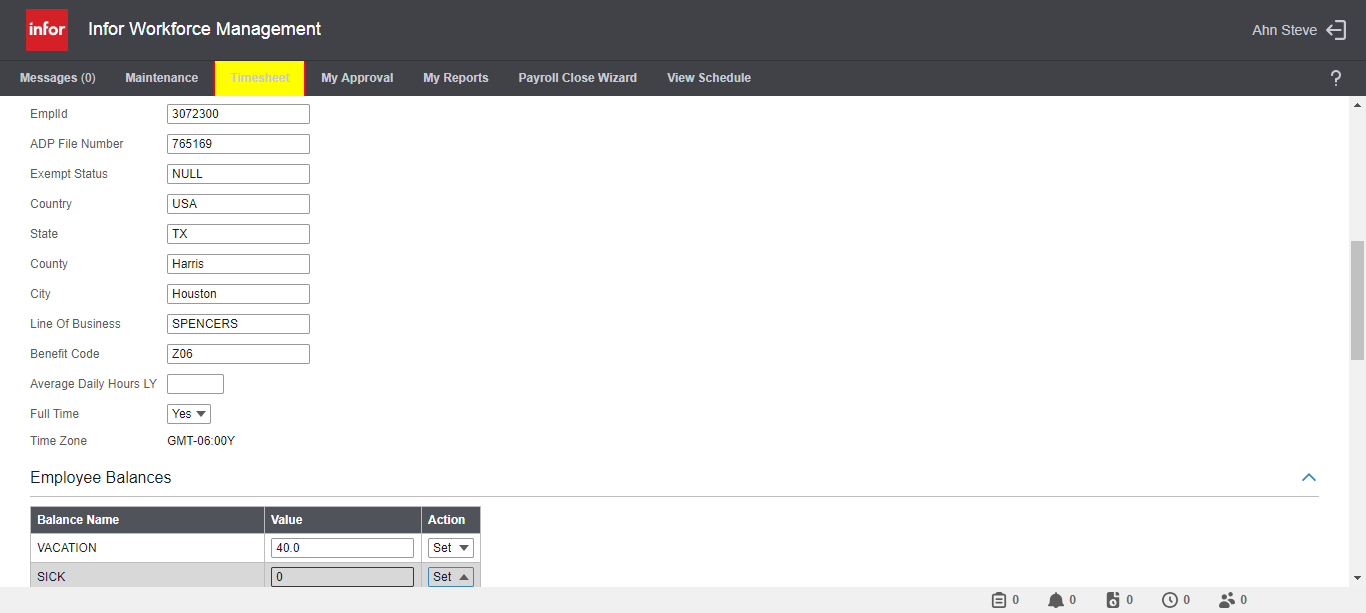 infor Infor Workforce Management Ahn Steve
Messages (0) Maintenance Timesheet My Approval My Reports Payroll Close Wizard View Schedule ?
EmplId 3072300
ADP File Number 765169
Exempt Status NULL
Country USA
State TX
County Harris
City Houston
Line Of Business SPENCERS
Benefit Code Z06
Average Daily Hours LY
Full Time Yes
Time Zone GMT-06:00Y
Employee Balances
Balance Name Value Action
VACATION 40.0 Set
SICK 0 Set
0 0 0 0 0